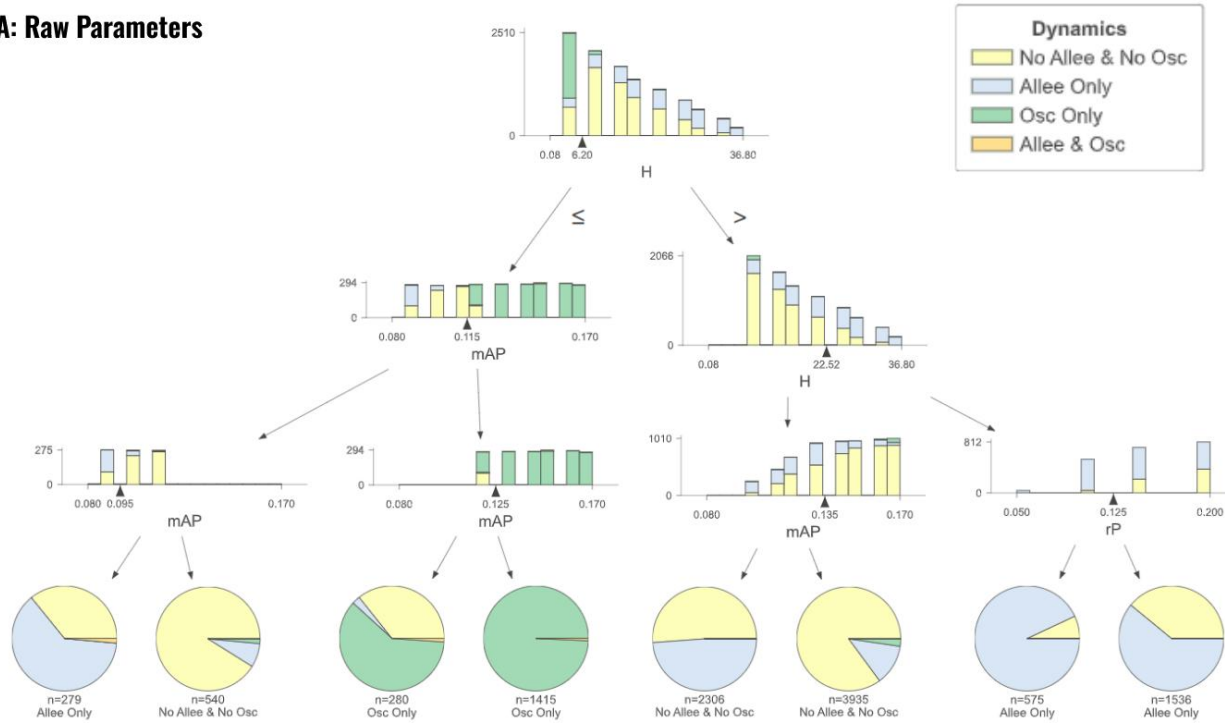 A: Raw Parameters
Dynamics
No Allee & No Osc
Allee Only
Osc Only
Allee & Osc
2510
0
0.08 6.20 36.80
H
≤ >
294
0
0.080 0.115 0.170
mAP
2066
0
0.08 22.52 36.80
H
275
0
0.080 0.095 0.170
mAP
294
0
0.080 0.125 0.170
mAP
1010
0
0.080 0.135 0.170
mAP
812
0
0.050 0.125 0.200
rP
n=279
Allee Only
n=540
No Allee & No Osc
n=280
Osc Only
n=1415
Osc Only
n=2306
No Allee & No Osc
n=3935
No Allee & No Osc
n=575
Allee Only
n=1536
Allee Only